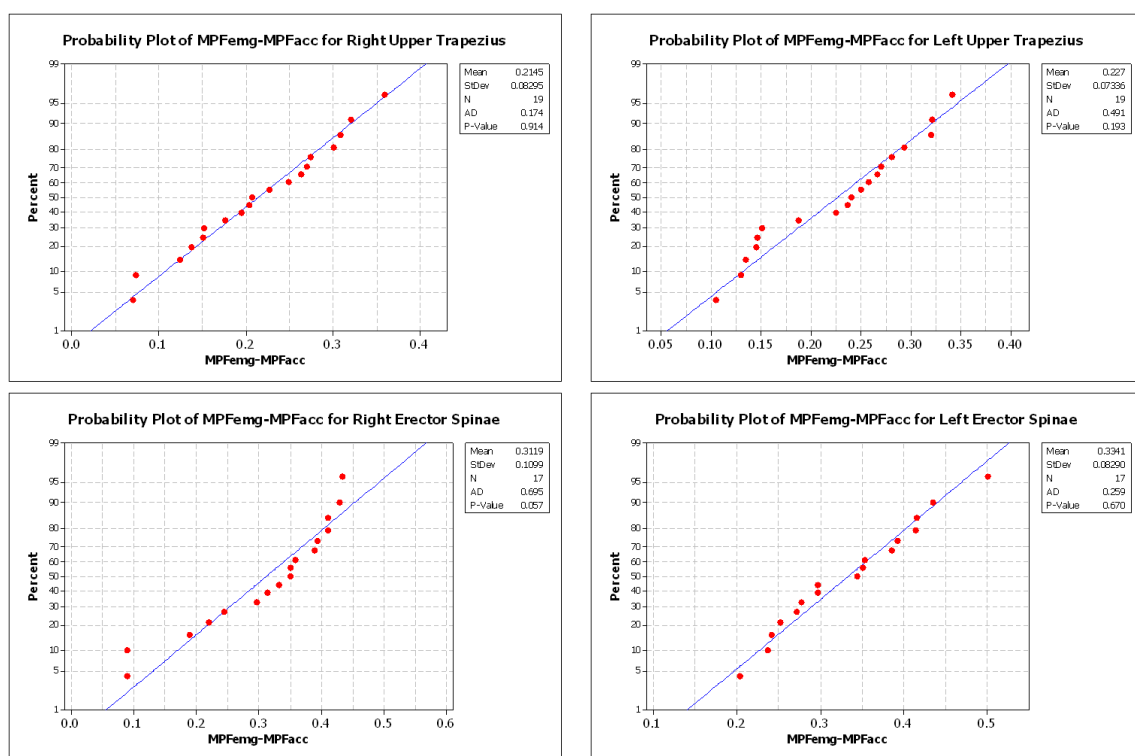 Probability Plot of MPFemg-MPFacc for Right Upper Trapezius
99
95
90
80
70
60
50
40
30
20
10
5
1
Percent
0.0 0.1 0.2 0.3 0.4
MPFemg-MPFacc
Mean 0.2145
StDev 0.08295
N 19
AD 0.174
P-Value 0.914
Probability Plot of MPFemg-MPFacc for Left Upper Trapezius
99
95
90
80
70
60
50
40
30
20
10
5
1
Percent
0.05 0.10 0.15 0.20 0.25 0.30 0.35 0.40
MPFemg-MPFacc
Mean 0.227
StDev 0.07336
N 19
AD 0.491
P-Value 0.193
Probability Plot of MPFemg-MPFacc for Right Erector Spinae
99
95
90
80
70
60
50
40
30
20
10
5
1
Percent
0.0 0.1 0.2 0.3 0.4 0.5 0.6
MPFemg-MPFacc
Mean 0.3119
StDev 0.1099
N 17
AD 0.695
P-Value 0.057
Probability Plot of MPFemg-MPFacc for Left Erector Spinae
99
95
90
80
70
60
50
40
30
20
10
5
1
Percent
0.1 0.2 0.3 0.4 0.5
MPFemg-MPFacc
Mean 0.3341
StDev 0.08290
N 17
AD 0.259
P-Value 0.670